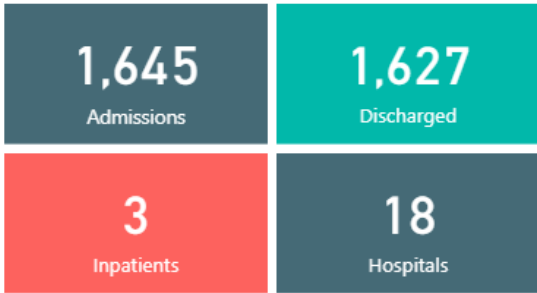 1,645
Admissions
1,627
Discharged
3
Inpatients
18
Hospitals